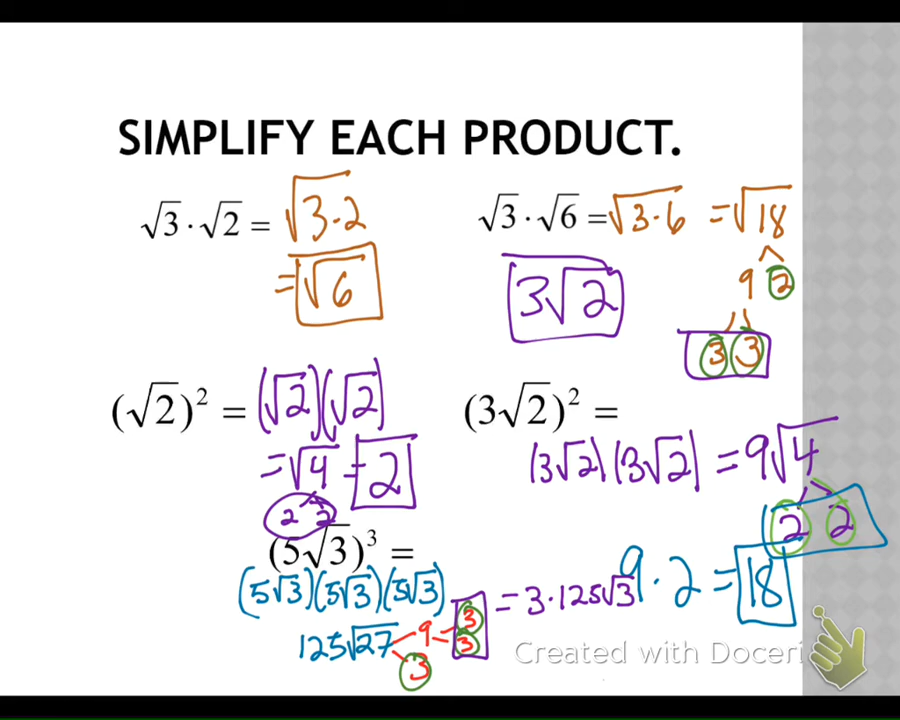 SIMPLIFY EACH PRODUCT.
√3 · √2 = √3·2
= √6
√3 · √6 = √3·6 = √18
9 2
3 3
3√2
(√2)² = (√2)(√2)
= √4 = 2
2 2
(3√2)² =
(3√2)(3√2) = 9√4
2 2
9 · 2 = 18
(5√3)³ =
(5√3)(5√3)(5√3)
125√27 9 3 3
3
= 3·125√3
Created with Doceri